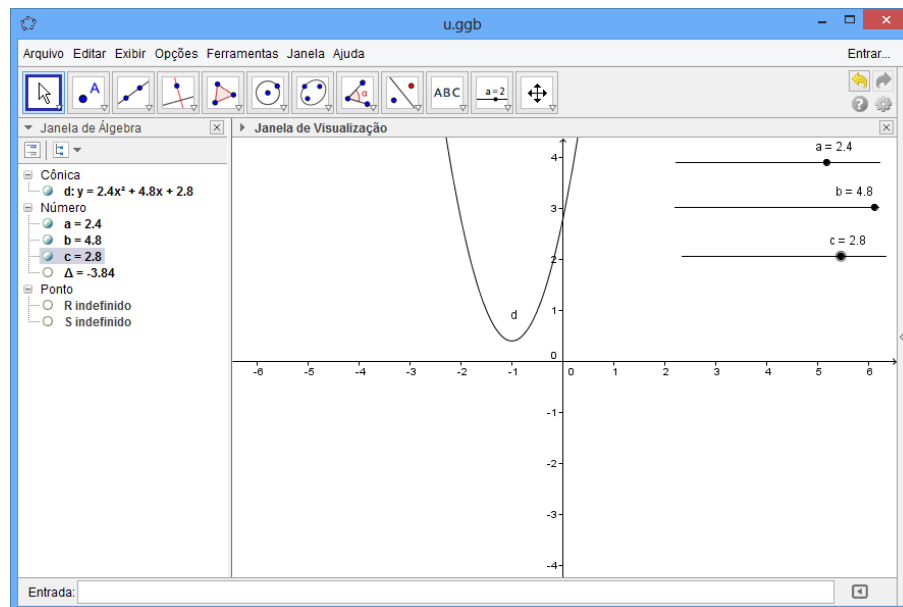 u.ggb
Arquivo Editar Exibir Opções Ferramentas Janela Ajuda
Entrar...
A
α
ABC
a=2
Janela de Álgebra
Cônica
d: y = 2.4x² + 4.8x + 2.8
Número
a = 2.4
b = 4.8
c = 2.8
Δ = -3.84
Ponto
R indefinido
S indefinido
Janela de Visualização
a = 2.4
b = 4.8
c = 2.8
d
4
3
2
1
0
-6 -5 -4 -3 -2 -1 0 1 2 3 4 5 6
-1
-2
-3
-4
Entrada: